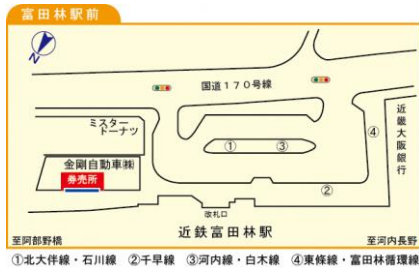 富田林駅前
N
国道170号線
ミスター
ドーナツ
金剛自動車㈱
券売所
① ③
④
近畿大阪銀行
②
改札口
近鉄富田林駅
至阿部野橋
至河内長野
①北大伴線・石川線 ②千早線 ③河内線・白木線 ④東條線・富田林循環線